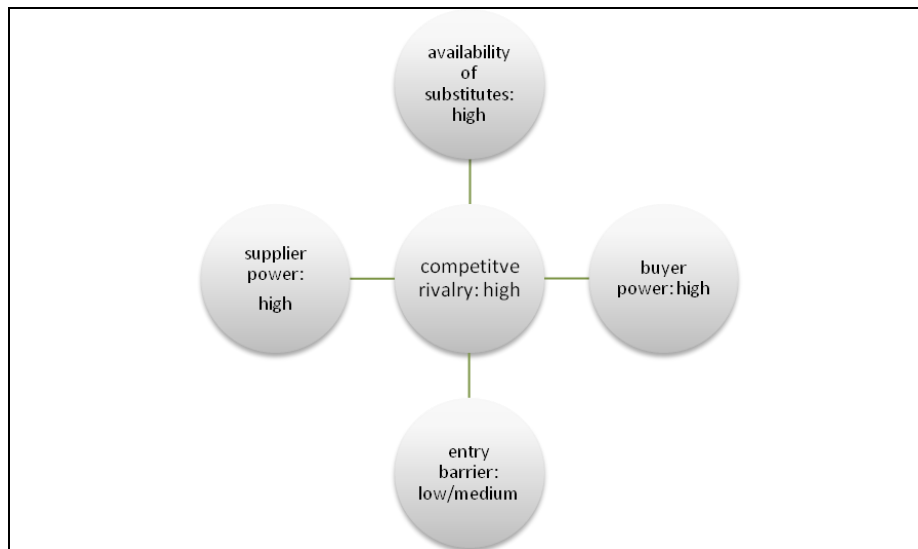 availability
of
substitutes:
high
supplier
power:
high
competitve
rivalry: high
buyer
power: high
entry
barrier:
low/medium